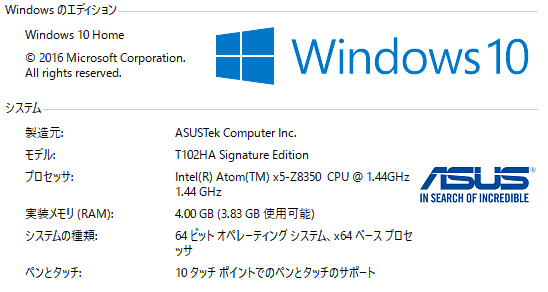 Windows のエディション
Windows 10 Home
© 2016 Microsoft Corporation.
All rights reserved.
Windows 10
システム
製造元: ASUSTek Computer Inc.
モデル: T102HA Signature Edition
プロセッサ: Intel(R) Atom(TM) x5-Z8350 CPU @ 1.44GHz
1.44 GHz
ASUS
IN SEARCH OF INCREDIBLE
実装メモリ (RAM): 4.00 GB (3.83 GB 使用可能)
システムの種類: 64 ビット オペレーティング システム、x64 ベース プロセ
ッサ
ペンとタッチ: 10 タッチ ポイントでのペンとタッチのサポート